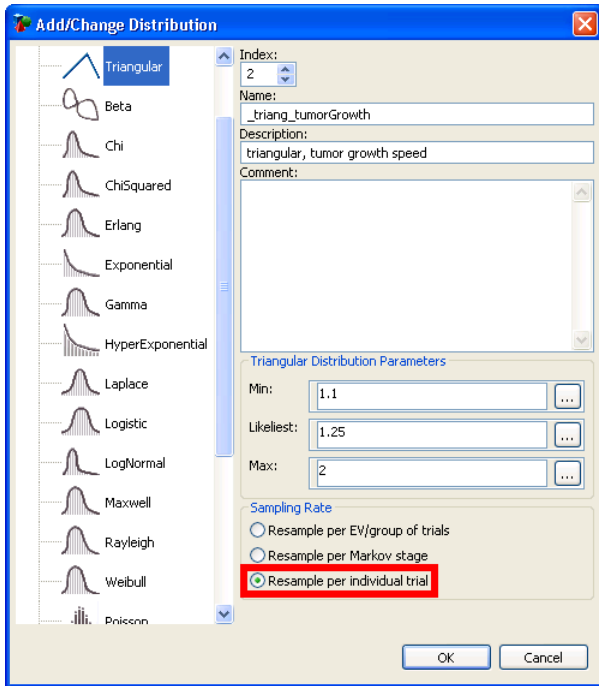 Add/Change Distribution
Triangular
Beta
Chi
ChiSquared
Erlang
Exponential
Gamma
HyperExponential
Laplace
Logistic
LogNormal
Maxwell
Rayleigh
Weibull
Poisson
Index:
2
Name:
_triang_tumorGrowth
Description:
triangular, tumor growth speed
Comment:
Triangular Distribution Parameters
Min:
1.1
...
Likeliest:
1.25
...
Max:
2
...
Sampling Rate
Resample per EV/group of trials
Resample per Markov stage
Resample per individual trial
OK
Cancel